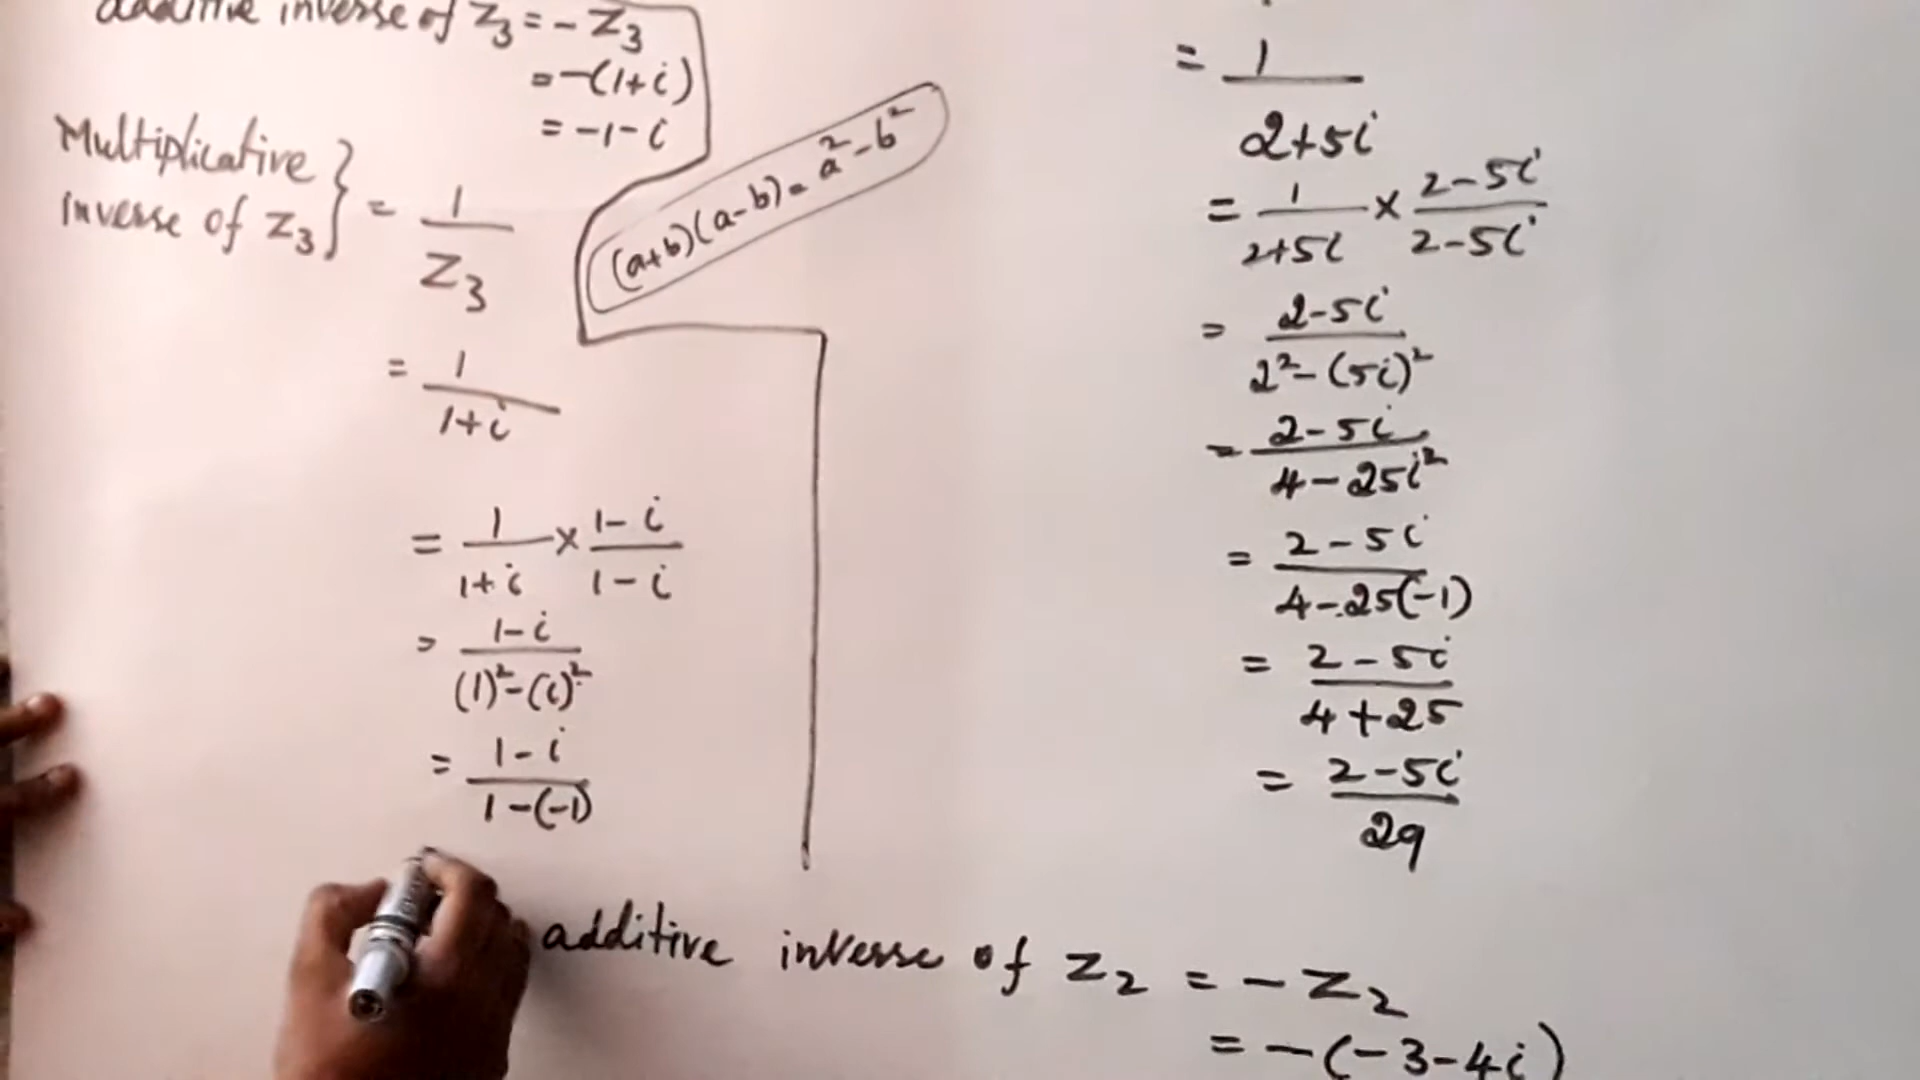 additive inverse of z₃ = - z₃
= -(1+i)
= -1-i
Multiplicative inverse of z₃ } = 1/z₃
= 1/(1+i)
= 1/(1+i) × (1-i)/(1-i)
= (1-i)/((1)²-(i)²)
= (1-i)/(1-(-1))
(a+b)(a-b) = a²-b²
= 1/(2+5i)
= 1/(2+5i) × (2-5i)/(2-5i)
= (2-5i)/(2²-(5i)²)
= (2-5i)/(4-25i²)
= (2-5i)/(4-25(-1))
= (2-5i)/(4+25)
= (2-5i)/29
additive inverse of z₂ = - z₂
= -(-3-4i)